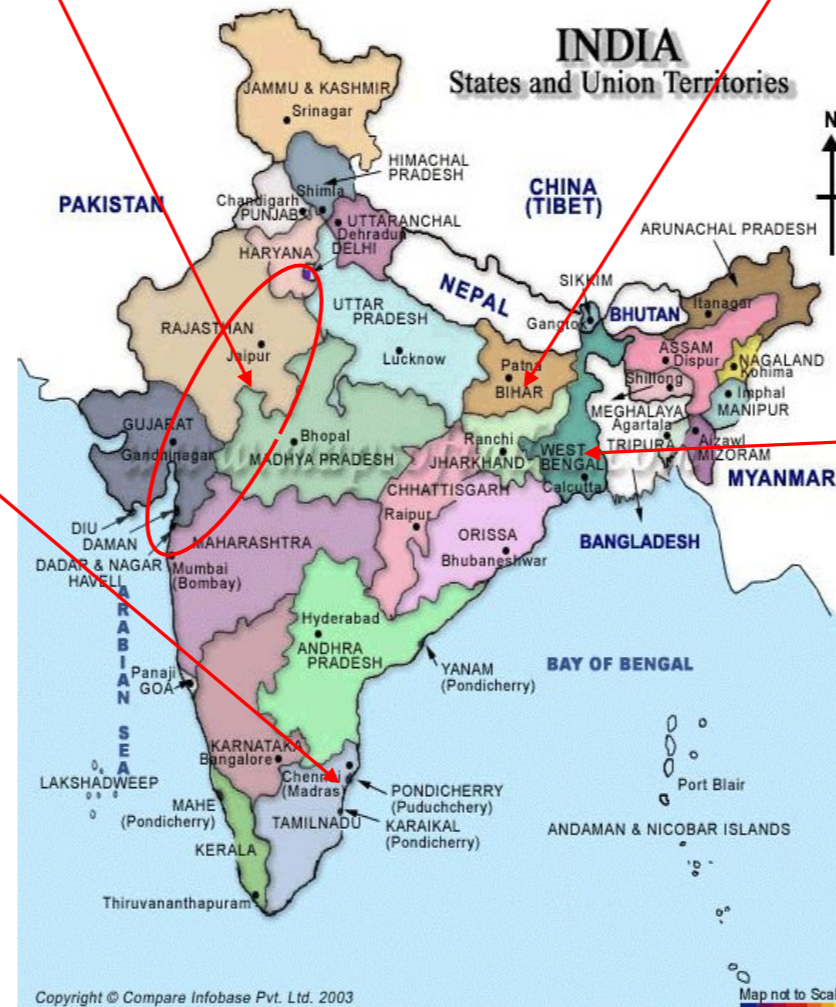 INDIA
States and Union Territories
N
JAMMU & KASHMIR
Srinagar
HIMACHAL
PRADESH
PAKISTAN
CHINA
(TIBET)
Shimla
Chandigarh
PUNJAB
UTTARANCHAL
Dehradun
ARUNACHAL PRADESH
HARYANA
DELHI
NEPAL
SIKKIM
BHUTAN
Itanagar
UTTAR
PRADESH
Gangtok
RAJASTHAN
Jaipur
Lucknow
ASSAM
Dispur
NAGALAND
Kohima
Patna
BIHAR
Shillong
Imphal
MANIPUR
MEGHALAYA
Agartala
TRIPURA
Aizawl
MIZORAM
GUJARAT
Gandhinagar
Bhopal
MADHYA PRADESH
Ranchi
JHARKHAND
WEST
BENGAL
Calcutta
MYANMAR
CHHATTISGARH
Raipur
ORISSA
Bhubaneshwar
BANGLADESH
DIU
DAMAN
DADAR & NAGAR
HAVELI
MAHARASHTRA
Mumbai
(Bombay)
ARABIAN SEA
Hyderabad
ANDHRA
PRADESH
YANAM
(Pondicherry)
BAY OF BENGAL
Panaji
GOA
KARNATAKA
Bangalore
Chennai
(Madras)
LAKSHADWEEP
PONDICHERRY
(Puduchchery)
Port Blair
MAHE
(Pondicherry)
TAMILNADU
KARAIKAL
(Pondicherry)
ANDAMAN & NICOBAR ISLANDS
KERALA
Thiruvananthapuram
Copyright © Compare Infobase Pvt. Ltd. 2003
Map not to Scal